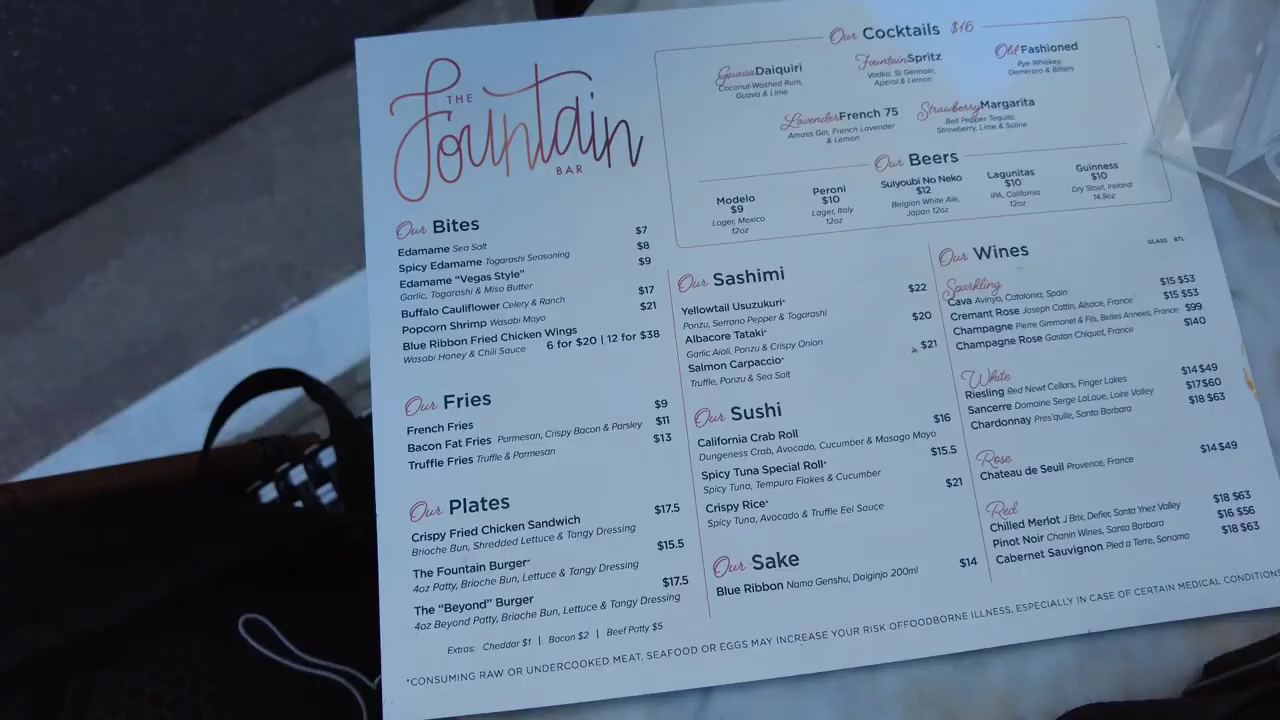 THE
Fountain
BAR
Our Bites
Edamame Sea Salt $7
Spicy Edamame Togarashi Seasoning $8
Edamame "Vegas Style" $9
Garlic, Togarashi & Miso Butter
Buffalo Cauliflower Celery & Ranch $17
Popcorn Shrimp Wasabi Mayo $21
Blue Ribbon Fried Chicken Wings
Wasabi Honey & Chili Sauce 6 for $20 | 12 for $38
Our Fries
French Fries $9
Bacon Fat Fries Parmesan, Crispy Bacon & Parsley $11
Truffle Fries Truffle & Parmesan $13
Our Plates
Crispy Fried Chicken Sandwich $17.5
Brioche Bun, Shredded Lettuce & Tangy Dressing
The Fountain Burger* $15.5
4oz Patty, Brioche Bun, Lettuce & Tangy Dressing
The "Beyond" Burger $17.5
4oz Beyond Patty, Brioche Bun, Lettuce & Tangy Dressing
Extras: Cheddar $1 | Bacon $2 | Beef Patty $5
Our Cocktails $16
Guava Daiquiri
Coconut-Washed Rum,
Guava & Lime
Fountain Spritz
Vodka, St Germain,
Aperol & Lemon
Old Fashioned
Rye Whiskey,
Demerara & Bitters
Lavender French 75
Amass Gin, French Lavender
& Lemon
Strawberry Margarita
Bell Pepper Tequila,
Strawberry, Lime & Saline
Our Beers
Modelo
$9
Lager, Mexico
12oz
Peroni
$10
Lager, Italy
12oz
Suiyoubi No Neko
$12
Belgian White Ale,
Japan 12oz
Lagunitas
$10
IPA, California
12oz
Guinness
$10
Dry Stout, Ireland
14.9oz
Our Sashimi
Yellowtail Usuzukuri* $22
Ponzu, Serrano Pepper & Togarashi
Albacore Tataki* $20
Garlic Aioli, Ponzu & Crispy Onion
Salmon Carpaccio* $21
Truffle, Ponzu & Sea Salt
Our Sushi
California Crab Roll $16
Dungeness Crab, Avocado, Cucumber & Masago Mayo
Spicy Tuna Special Roll* $15.5
Spicy Tuna, Tempura Flakes & Cucumber
Crispy Rice* $21
Spicy Tuna, Avocado & Truffle Eel Sauce
Our Sake
Blue Ribbon Nama Genshu, Daiginjo 200ml $14
Our Wines
GLASS BTL
Sparkling
Cava Avinyo, Catalonia, Spain $15 $53
Cremant Rose Joseph Cattin, Alsace, France $15 $53
Champagne Pierre Gimmonet & Fils, Belles Annees, France $99
Champagne Rose Gaston Chiquet, France $140
White
Riesling Red Newt Cellars, Finger Lakes $14 $49
Sancerre Domaine Serge LaLoue, Loire Valley $17 $60
Chardonnay Pres'quile, Santa Barbara $18 $63
Rose
Chateau de Seuil Provence, France $14 $49
Red
Chilled Merlot J Brix, Defier, Santa Ynez Valley $18 $63
Pinot Noir Chanin Wines, Santa Barbara $16 $56
Cabernet Sauvignon Pied a Terre, Sonoma $18 $63
*CONSUMING RAW OR UNDERCOOKED MEAT, SEAFOOD OR EGGS MAY INCREASE YOUR RISK OFFOODBORNE ILLNESS, ESPECIALLY IN CASE OF CERTAIN MEDICAL CONDITIONS